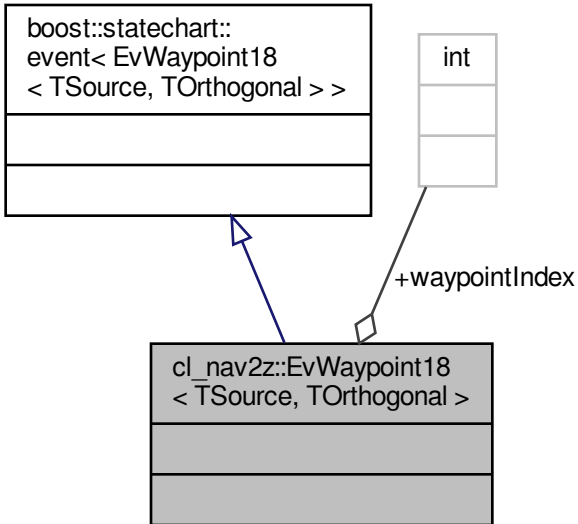 boost::statechart::
event< EvWaypoint18
< TSource, TOrthogonal > >
int
+waypointIndex
cl_nav2z::EvWaypoint18
< TSource, TOrthogonal >